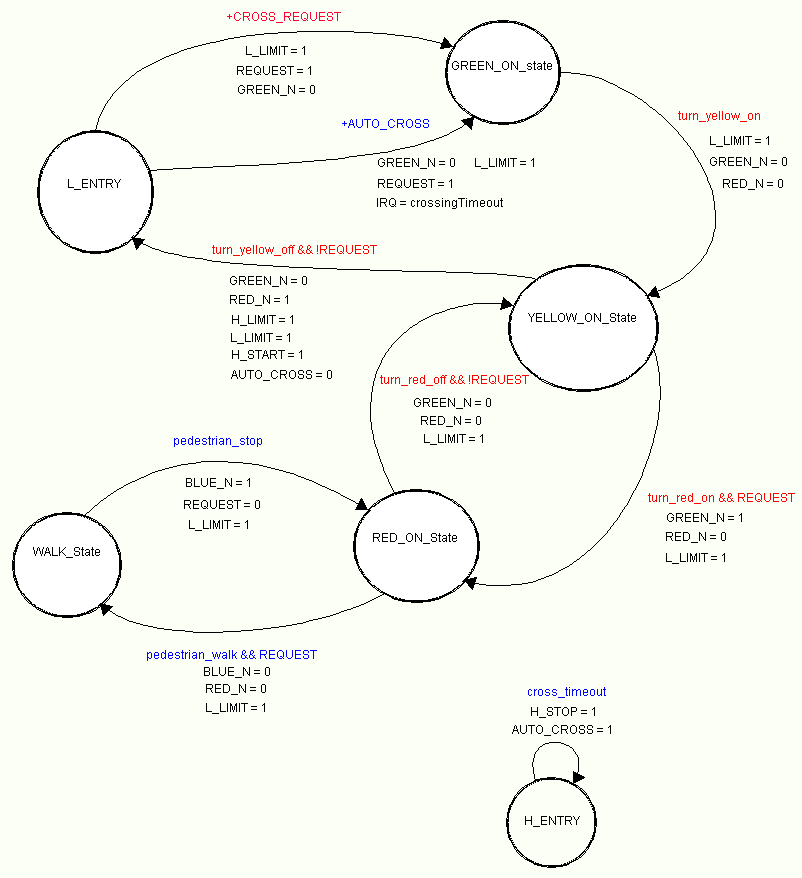 +CROSS_REQUEST
L_LIMIT = 1
REQUEST = 1
GREEN_N = 0
GREEN_ON_state
+AUTO_CROSS
GREEN_N = 0 L_LIMIT = 1
REQUEST = 1
IRQ = crossingTimeout
turn_yellow_on
L_LIMIT = 1
GREEN_N = 0
RED_N = 0
L_ENTRY
turn_yellow_off && !REQUEST
GREEN_N = 0
RED_N = 1
H_LIMIT = 1
L_LIMIT = 1
H_START = 1
AUTO_CROSS = 0
YELLOW_ON_State
turn_red_off && !REQUEST
GREEN_N = 0
RED_N = 0
L_LIMIT = 1
pedestrian_stop
BLUE_N = 1
REQUEST = 0
L_LIMIT = 1
turn_red_on && REQUEST
GREEN_N = 1
RED_N = 0
L_LIMIT = 1
WALK_State
RED_ON_State
pedestrian_walk && REQUEST
BLUE_N = 0
RED_N = 0
L_LIMIT = 1
cross_timeout
H_STOP = 1
AUTO_CROSS = 1
H_ENTRY